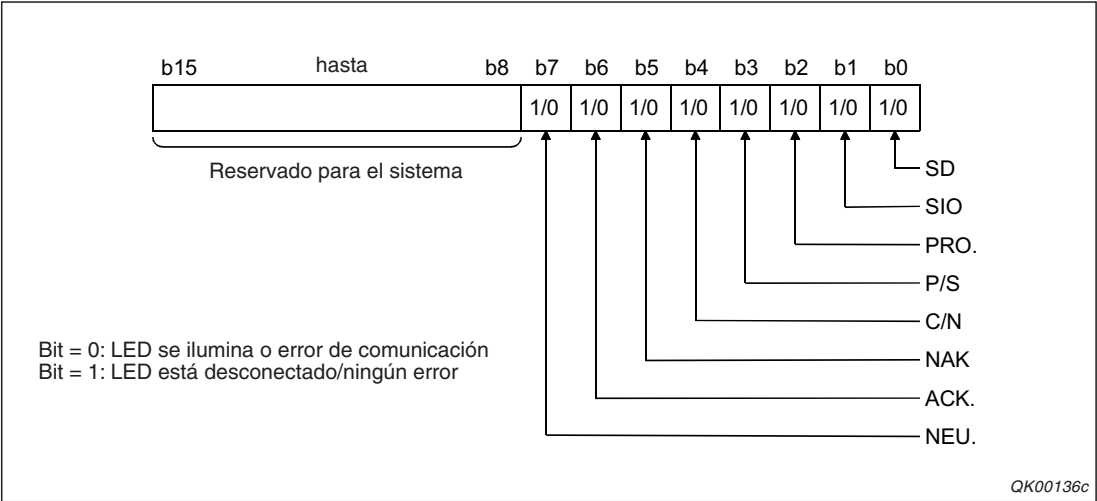 b15 hasta b8 b7 b6 b5 b4 b3 b2 b1 b0
1/0 1/0 1/0 1/0 1/0 1/0 1/0 1/0
Reservado para el sistema
SD
SIO
PRO.
P/S
C/N
NAK
ACK.
NEU.
Bit = 0: LED se ilumina o error de comunicación
Bit = 1: LED está desconectado/ningún error
QK00136c